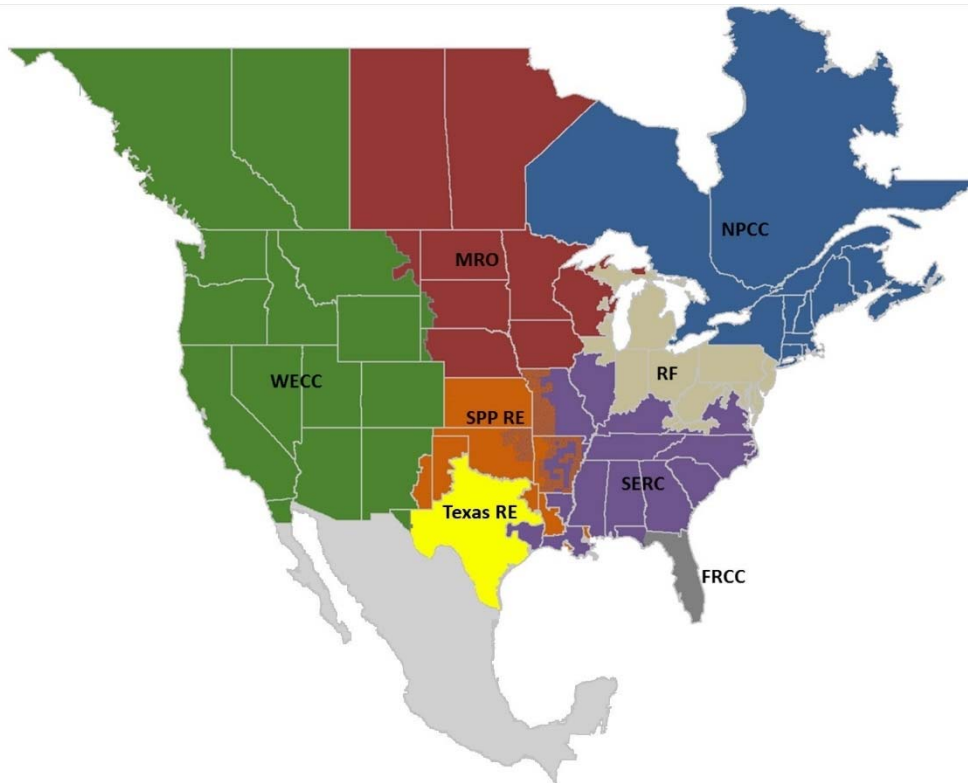 NPCC
MRO
RF
WECC
SPP RE
SERC
Texas RE
FRCC